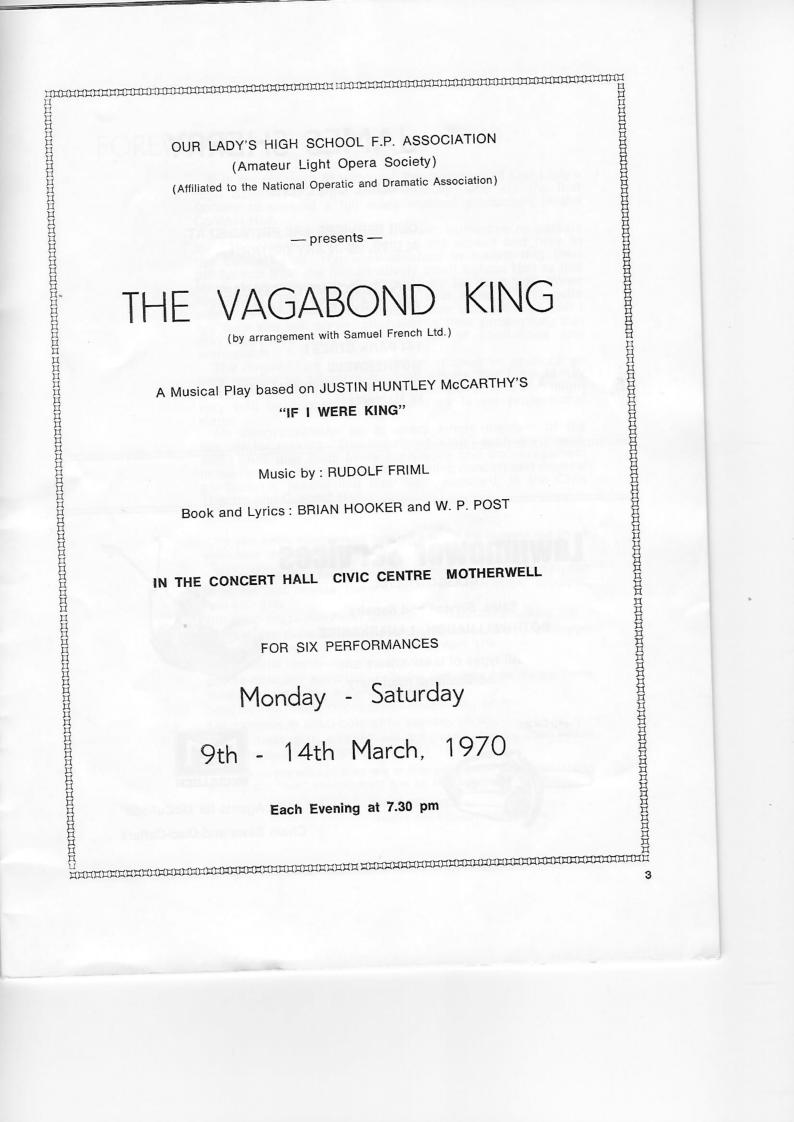 OUR LADY'S HIGH SCHOOL F.P. ASSOCIATION
(Amateur Light Opera Society)
(Affiliated to the National Operatic and Dramatic Association)
— presents —
THE VAGABOND KING
(by arrangement with Samuel French Ltd.)
A Musical Play based on JUSTIN HUNTLEY McCARTHY'S
"IF I WERE KING"
Music by : RUDOLF FRIML
Book and Lyrics : BRIAN HOOKER and W. P. POST
IN THE CONCERT HALL CIVIC CENTRE MOTHERWELL
FOR SIX PERFORMANCES
Monday - Saturday
9th - 14th March, 1970
Each Evening at 7.30 pm
3